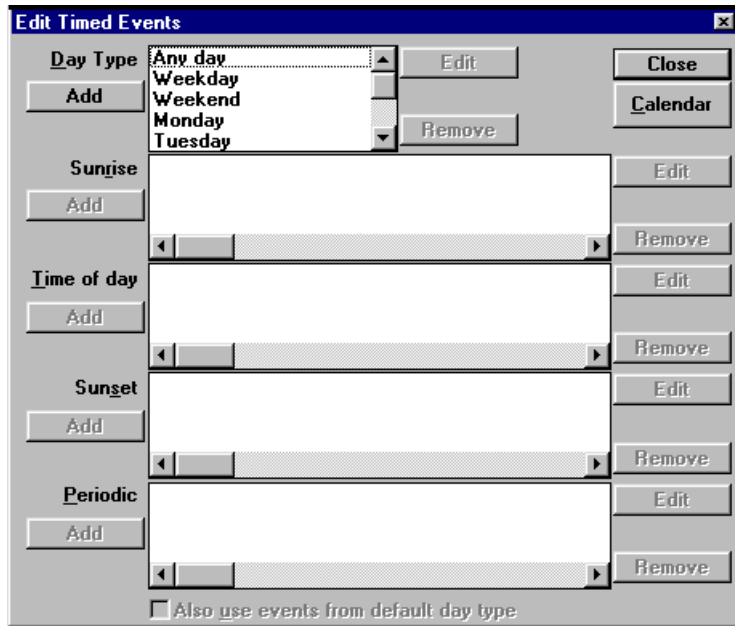 Edit Timed Events
Day Type
Add
Any day
Weekday
Weekend
Monday
Tuesday
Edit
Remove
Close
Calendar
Sunrise
Add
Edit
Remove
Time of day
Add
Edit
Remove
Sunset
Add
Edit
Remove
Periodic
Add
Edit
Remove
Also use events from default day type